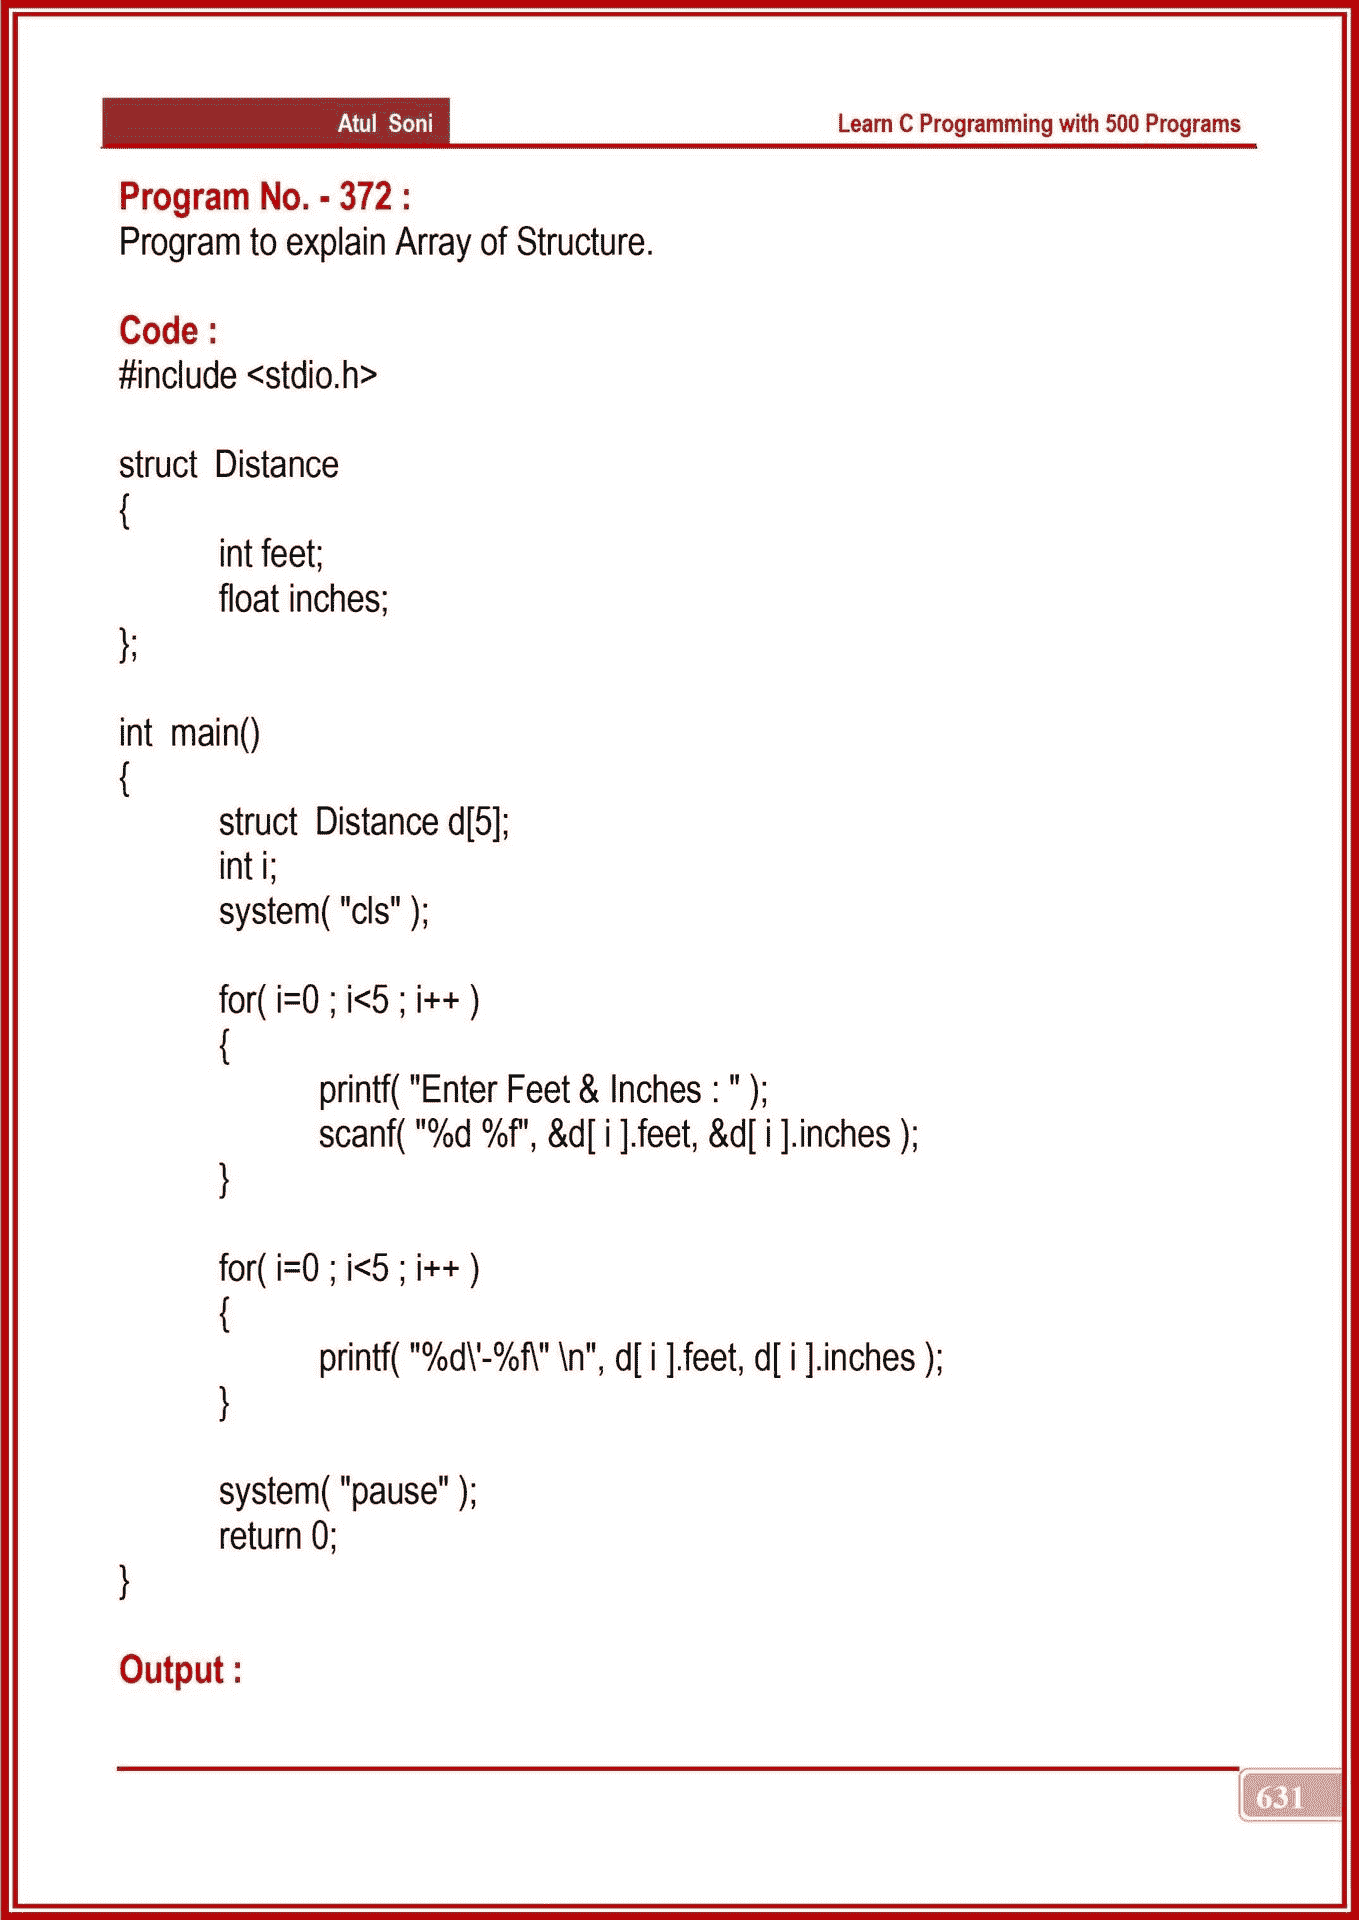 Atul  Soni
Learn C Programming with 500 Programs
Program No. - 372 :
Program to explain Array of Structure.
Code :
#include <stdio.h>
struct  Distance
{
int feet;
float inches;
};
int  main()
{
struct  Distance d[5];
int i;
system( "cls" );
for( i=0 ; i<5 ; i++ )
{
printf( "Enter Feet & Inches : " );
scanf( "%d %f", &d[ i ].feet, &d[ i ].inches );
}
for( i=0 ; i<5 ; i++ )
{
printf( "%d\'-%f\" \n", d[ i ].feet, d[ i ].inches );
}
system( "pause" );
return 0;
}
Output :
631